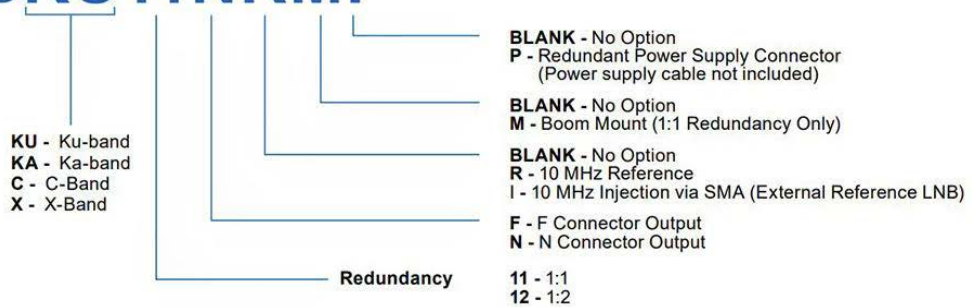 BLANK - No Option
P - Redundant Power Supply Connector
(Power supply cable not included)
BLANK - No Option
M - Boom Mount (1:1 Redundancy Only)
KU - Ku-band
KA - Ka-band
C - C-Band
X - X-Band
BLANK - No Option
R - 10 MHz Reference
I - 10 MHz Injection via SMA (External Reference LNB)
F - F Connector Output
N - N Connector Output
Redundancy
11 - 1:1
12 - 1:2